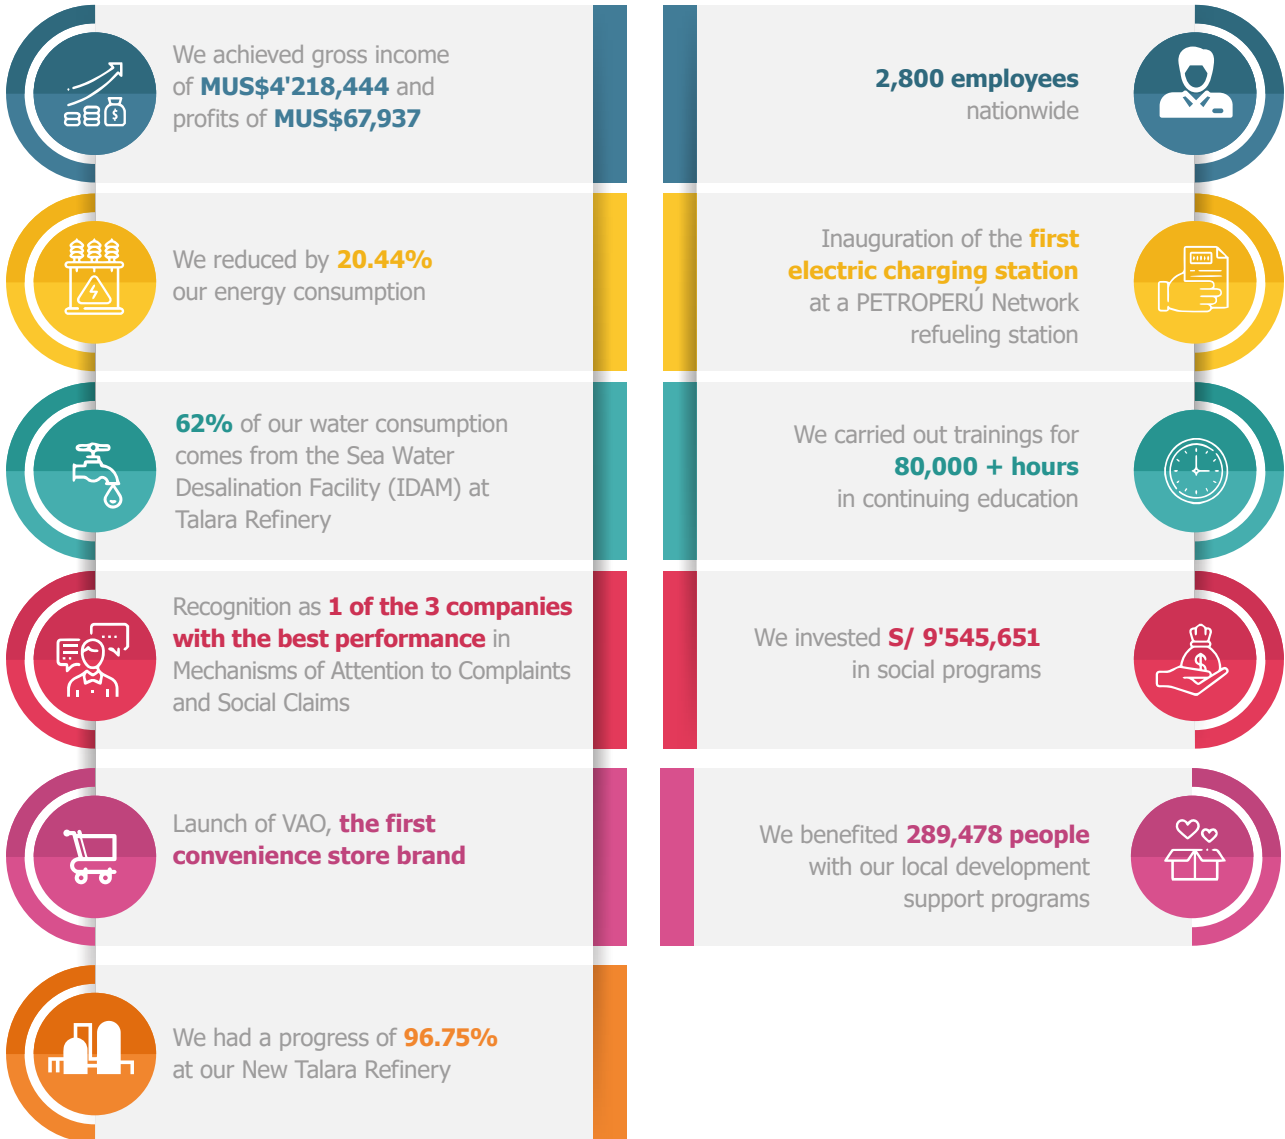 We achieved gross income
of MUS$4'218,444 and
profits of MUS$67,937
We reduced by 20.44%
our energy consumption
62% of our water consumption
comes from the Sea Water
Desalination Facility (IDAM) at
Talara Refinery
Recognition as 1 of the 3 companies
with the best performance in
Mechanisms of Attention to Complaints
and Social Claims
Launch of VAO, the first
convenience store brand
We had a progress of 96.75%
at our New Talara Refinery
2,800 employees
nationwide
Inauguration of the first
electric charging station
at a PETROPERÚ Network
refueling station
We carried out trainings for
80,000 + hours
in continuing education
We invested S/ 9'545,651
in social programs
We benefited 289,478 people
with our local development
support programs